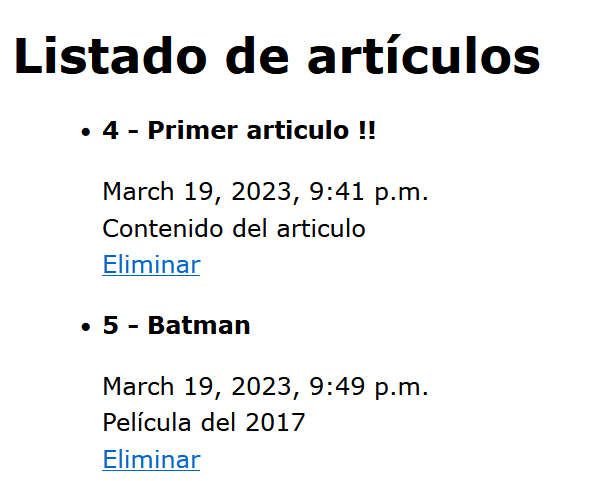 Listado de artículos
4 - Primer articulo !!
March 19, 2023, 9:41 p.m.
Contenido del articulo
Eliminar
5 - Batman
March 19, 2023, 9:49 p.m.
Película del 2017
Eliminar